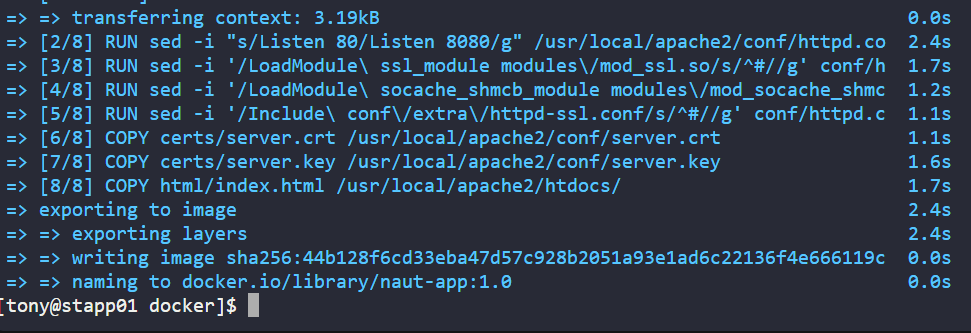 => => transferring context: 3.19kB 0.0s
=> [2/8] RUN sed -i "s/Listen 80/Listen 8080/g" /usr/local/apache2/conf/httpd.co 2.4s
=> [3/8] RUN sed -i '/LoadModule\ ssl_module modules\/mod_ssl.so/s/^#//g' conf/h 1.7s
=> [4/8] RUN sed -i '/LoadModule\ socache_shmcb_module modules\/mod_socache_shmc 1.2s
=> [5/8] RUN sed -i '/Include\ conf\/extra\/httpd-ssl.conf/s/^#//g' conf/httpd.c 1.1s
=> [6/8] COPY certs/server.crt /usr/local/apache2/conf/server.crt 1.1s
=> [7/8] COPY certs/server.key /usr/local/apache2/conf/server.key 1.6s
=> [8/8] COPY html/index.html /usr/local/apache2/htdocs/ 1.7s
=> exporting to image 2.4s
=> => exporting layers 2.4s
=> => writing image sha256:44b128f6cd33eba47d57c928b2051a93e1ad6c22136f4e666119c 0.0s
=> => naming to docker.io/library/naut-app:1.0 0.0s
[tony@stapp01 docker]$